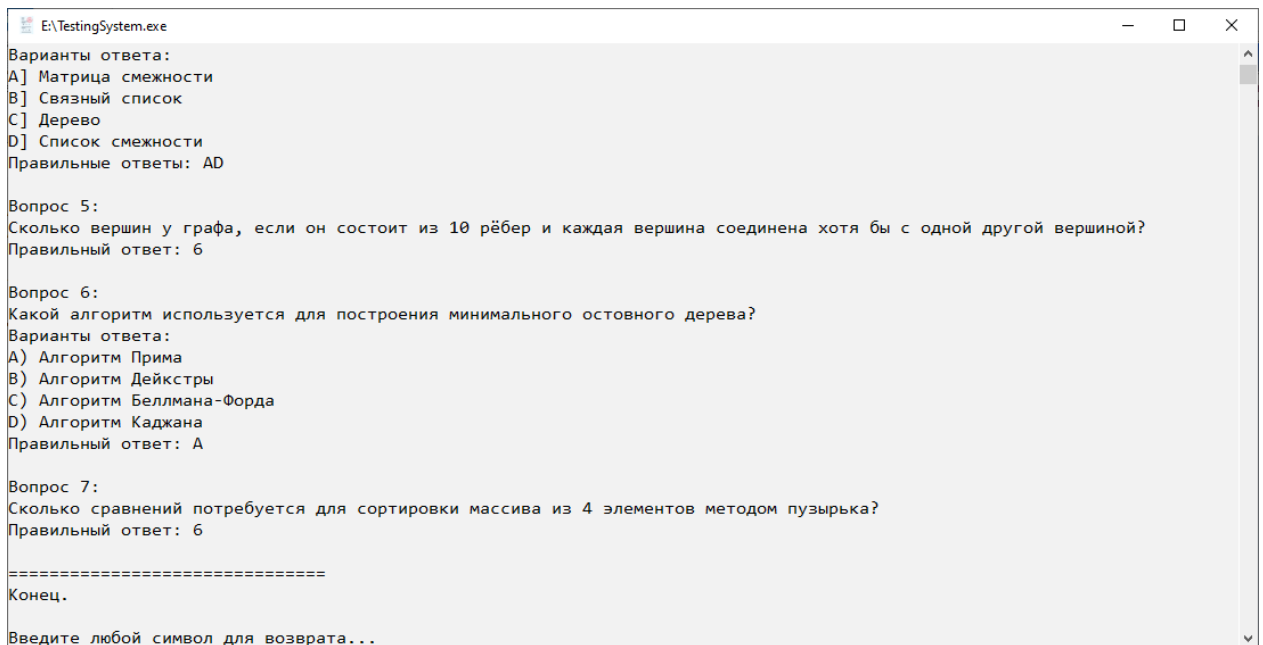 E:\TestingSystem.exe
Варианты ответа:
A] Матрица смежности
B] Связный список
C] Дерево
D] Список смежности
Правильные ответы: AD
Вопрос 5:
Сколько вершин у графа, если он состоит из 10 рёбер и каждая вершина соединена хотя бы с одной другой вершиной?
Правильный ответ: 6
Вопрос 6:
Какой алгоритм используется для построения минимального остовного дерева?
Варианты ответа:
A) Алгоритм Прима
B) Алгоритм Дейкстры
C) Алгоритм Беллмана-Форда
D) Алгоритм Каджана
Правильный ответ: A
Вопрос 7:
Сколько сравнений потребуется для сортировки массива из 4 элементов методом пузырька?
Правильный ответ: 6
===============================
Конец.
Введите любой символ для возврата...